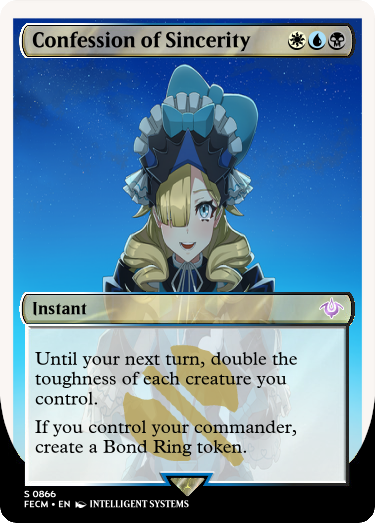 Confession of Sincerity
Instant
Until your next turn, double the
toughness of each creature you
control.
If you control your commander,
create a Bond Ring token.
S 0866
FECM • EN INTELLIGENT SYSTEMS